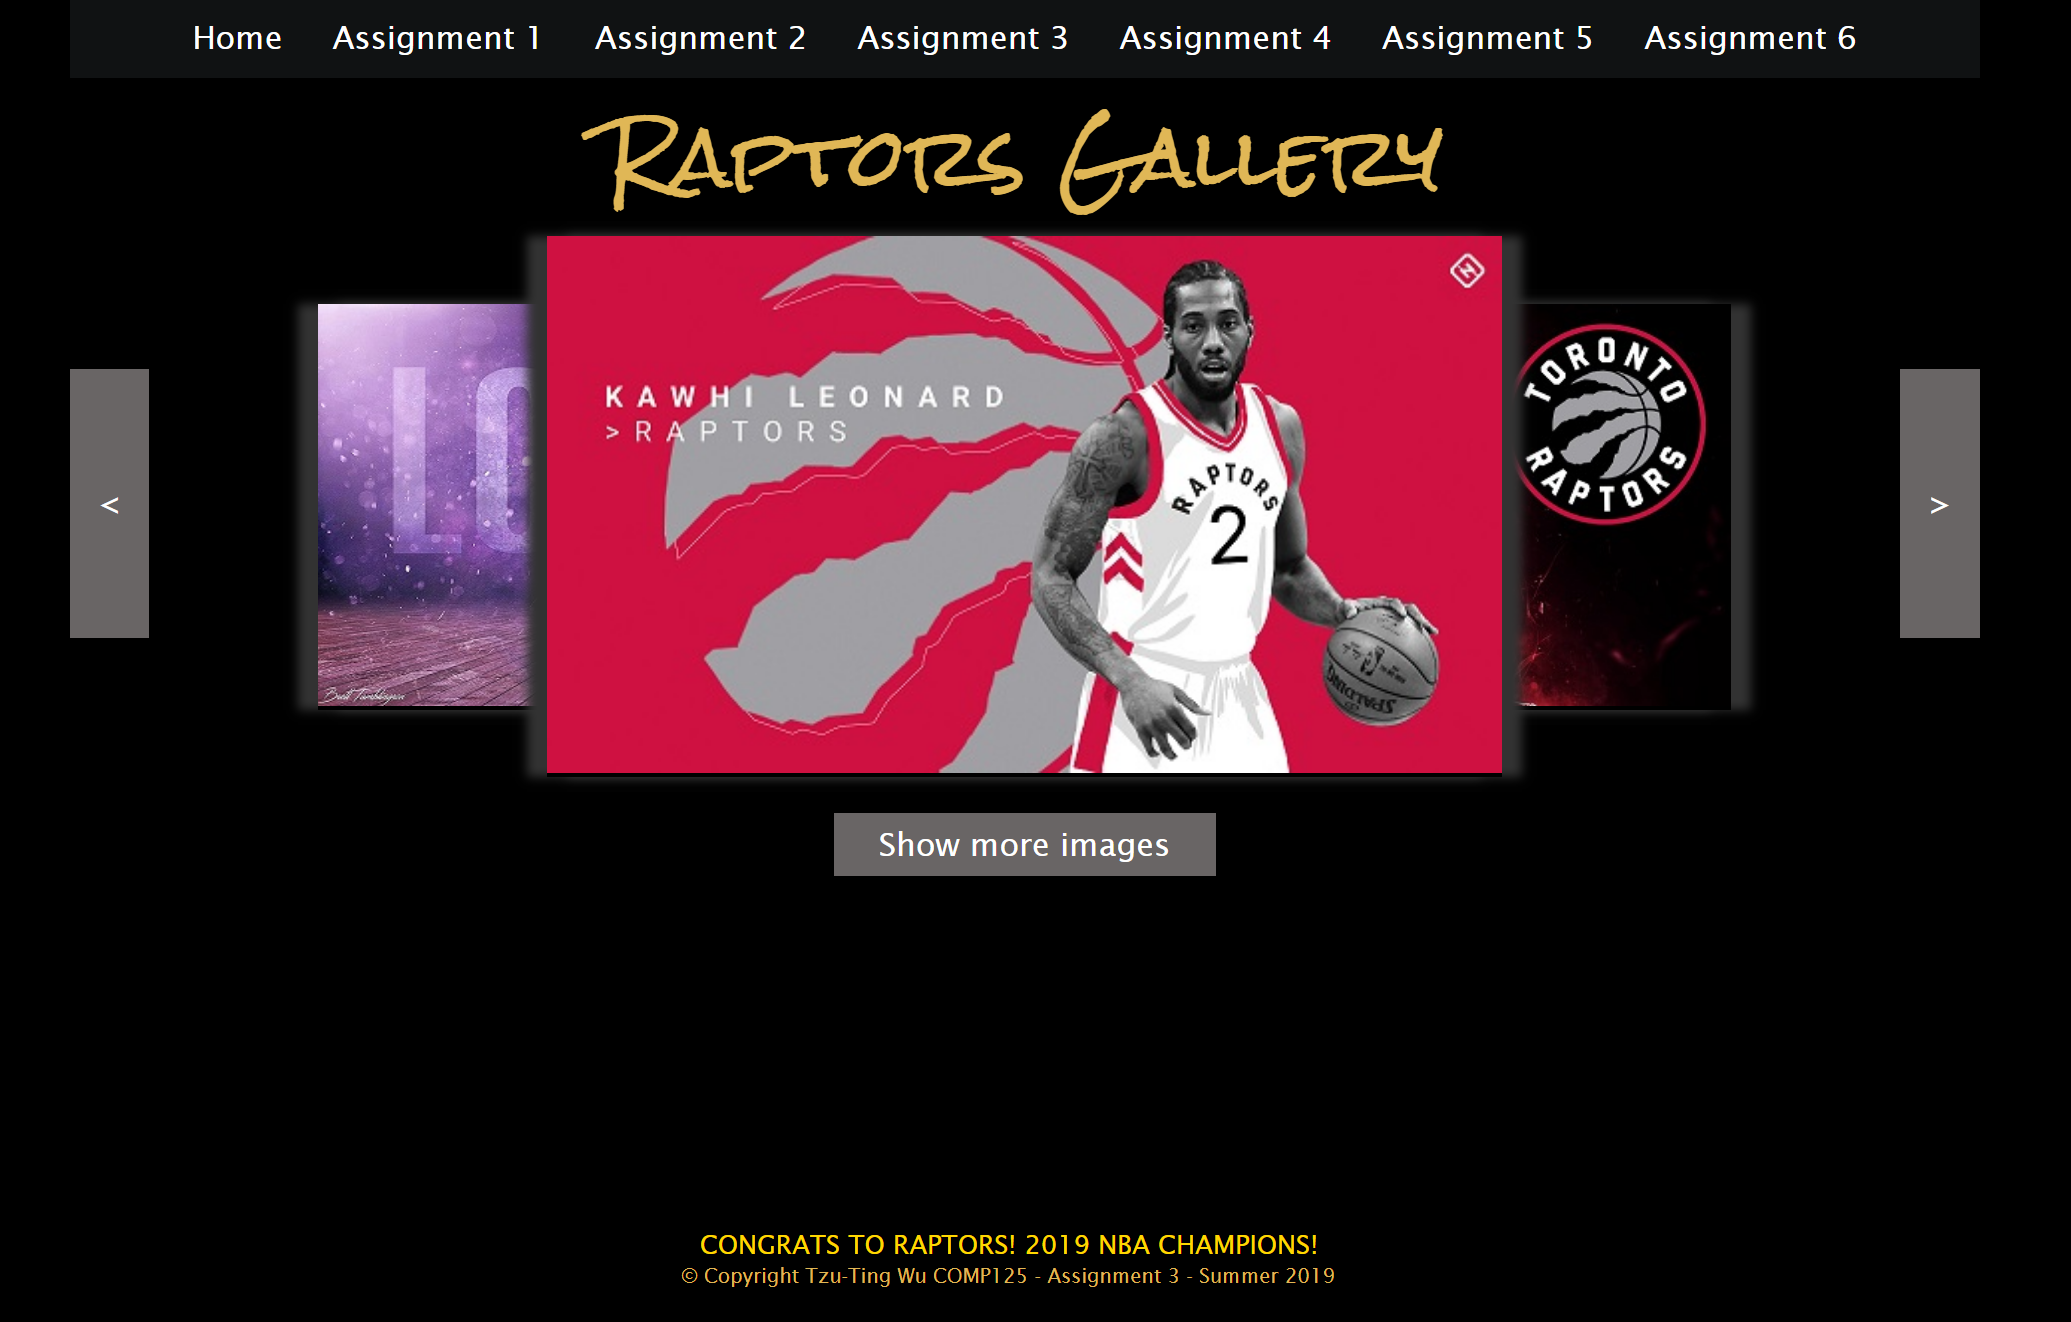 Home Assignment 1 Assignment 2 Assignment 3 Assignment 4 Assignment 5 Assignment 6
RAPTORS GALLERY
LO
KAWHI LEONARD
>RAPTORS
RAPTORS
2
SPALDING
TORONTO
RAPTORS
<
>
Show more images
CONGRATS TO RAPTORS! 2019 NBA CHAMPIONS!
© Copyright Tzu-Ting Wu COMP125 - Assignment 3 - Summer 2019